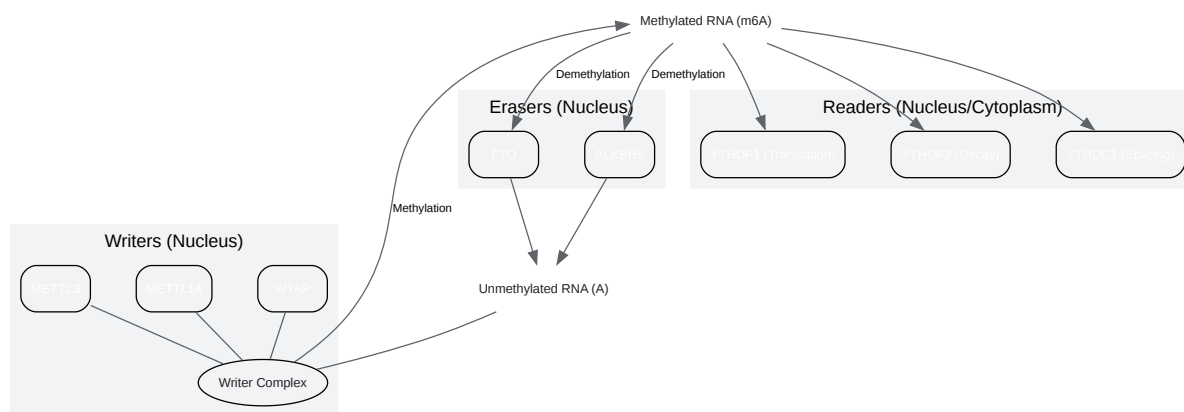 Methylated RNA (m6A)
Demethylation
Demethylation
Erasers (Nucleus)
Readers (Nucleus/Cytoplasm)
FTO
ALKBH5
YTHDF1 (Translation)
YTHDF2 (Decay)
YTHDC1 (Splicing)
Methylation
Writers (Nucleus)
METTL3
METTL14
WTAP
Unmethylated RNA (A)
Writer Complex